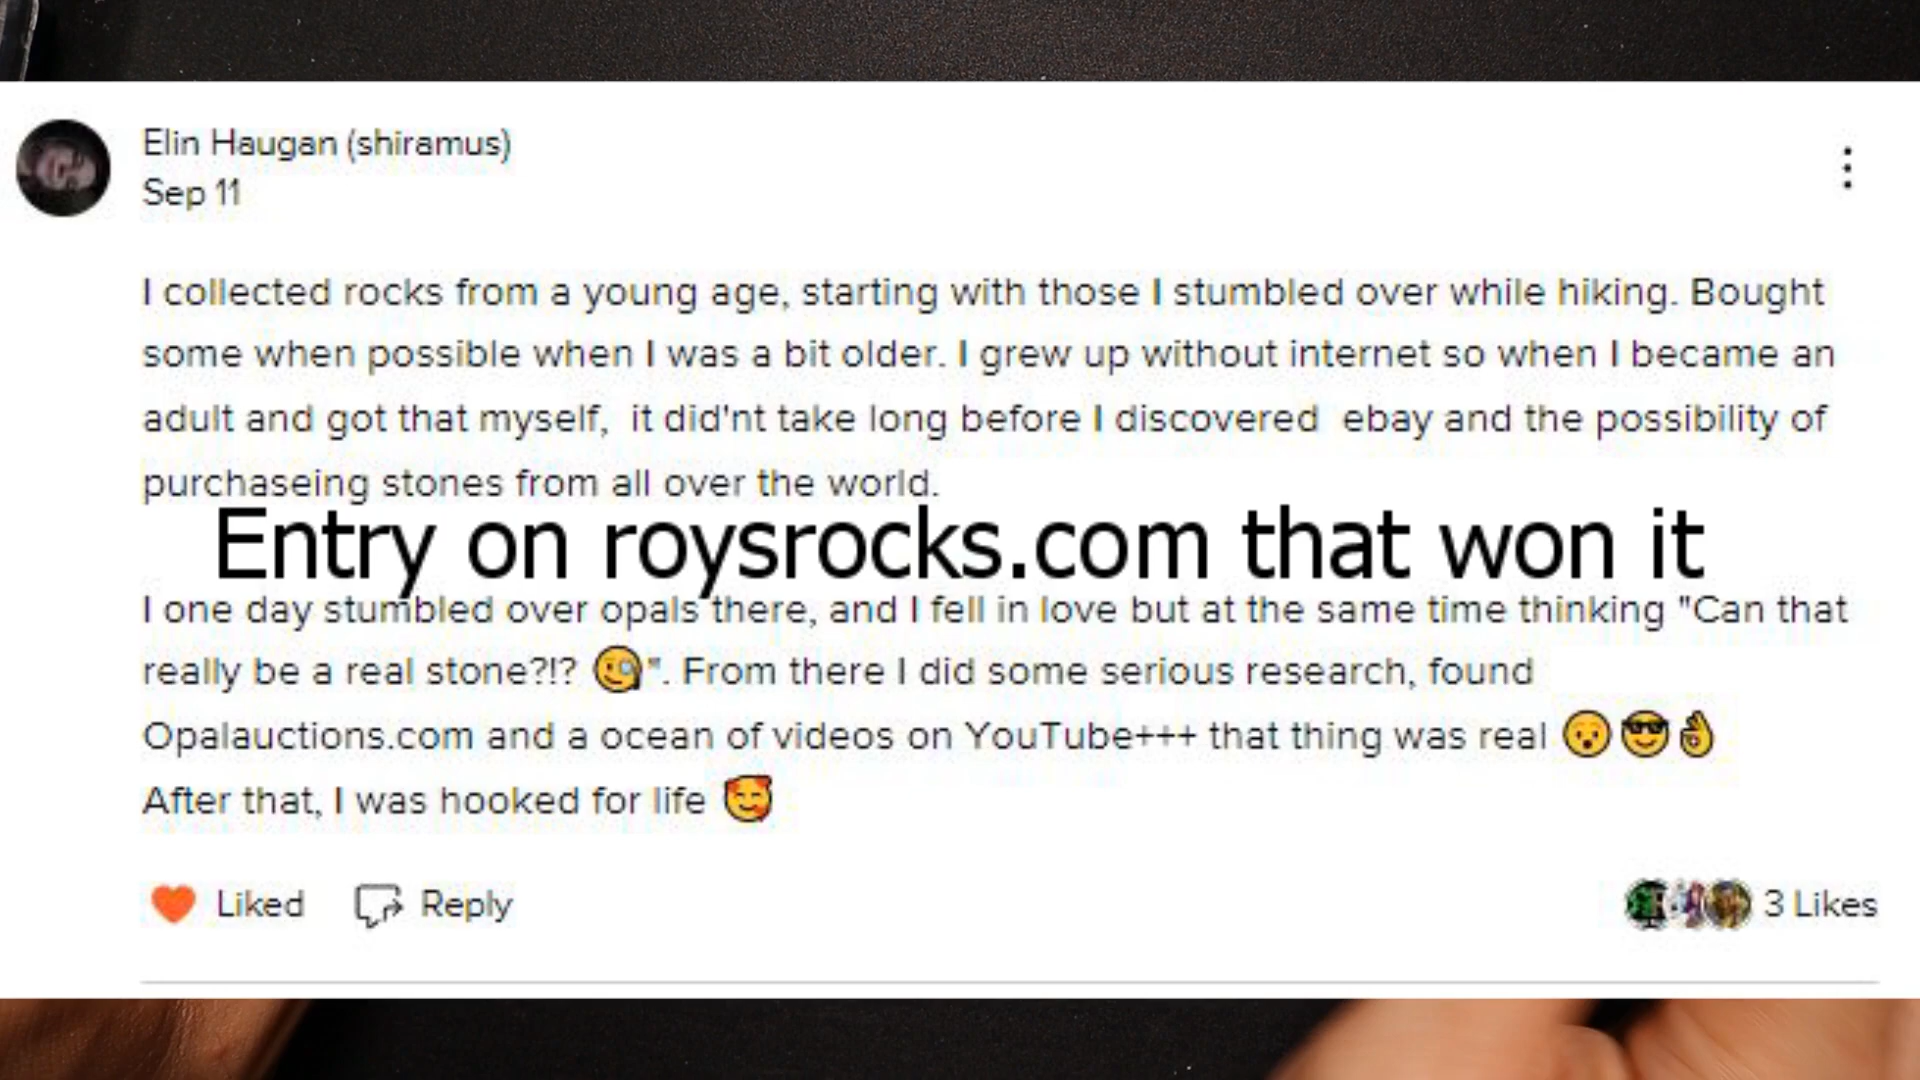 Elin Haugan (shiramus)
Sep 11
I collected rocks from a young age, starting with those I stumbled over while hiking. Bought
some when possible when I was a bit older. I grew up without internet so when I became an
adult and got that myself,  it did'nt take long before I discovered  ebay and the possibility of
purchaseing stones from all over the world.
Entry on roysrocks.com that won it
I one day stumbled over opals there, and I fell in love but at the same time thinking "Can that
really be a real stone?!? 🧐". From there I did some serious research, found
Opalauctions.com and a ocean of videos on YouTube+++ that thing was real 😯😎👌
After that, I was hooked for life 🥰
Liked Reply 3 Likes